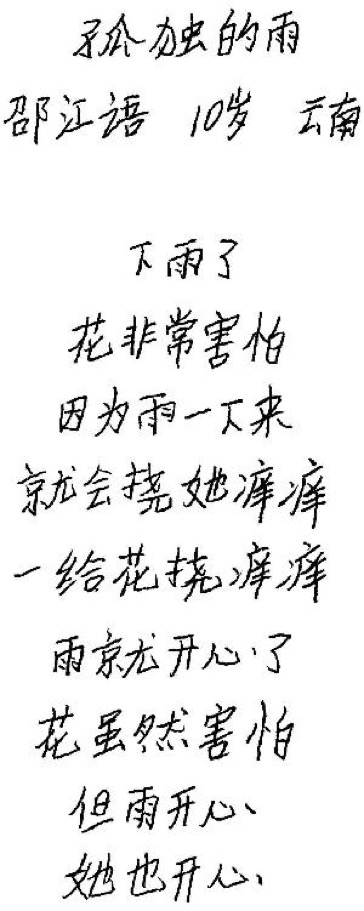 孤独的雨
邵江语 10岁 云南
下雨了
花非常害怕
因为雨一下来
就会挠她痒痒
一给花挠痒痒
雨就开心了
花虽然害怕
但雨开心
她也开心